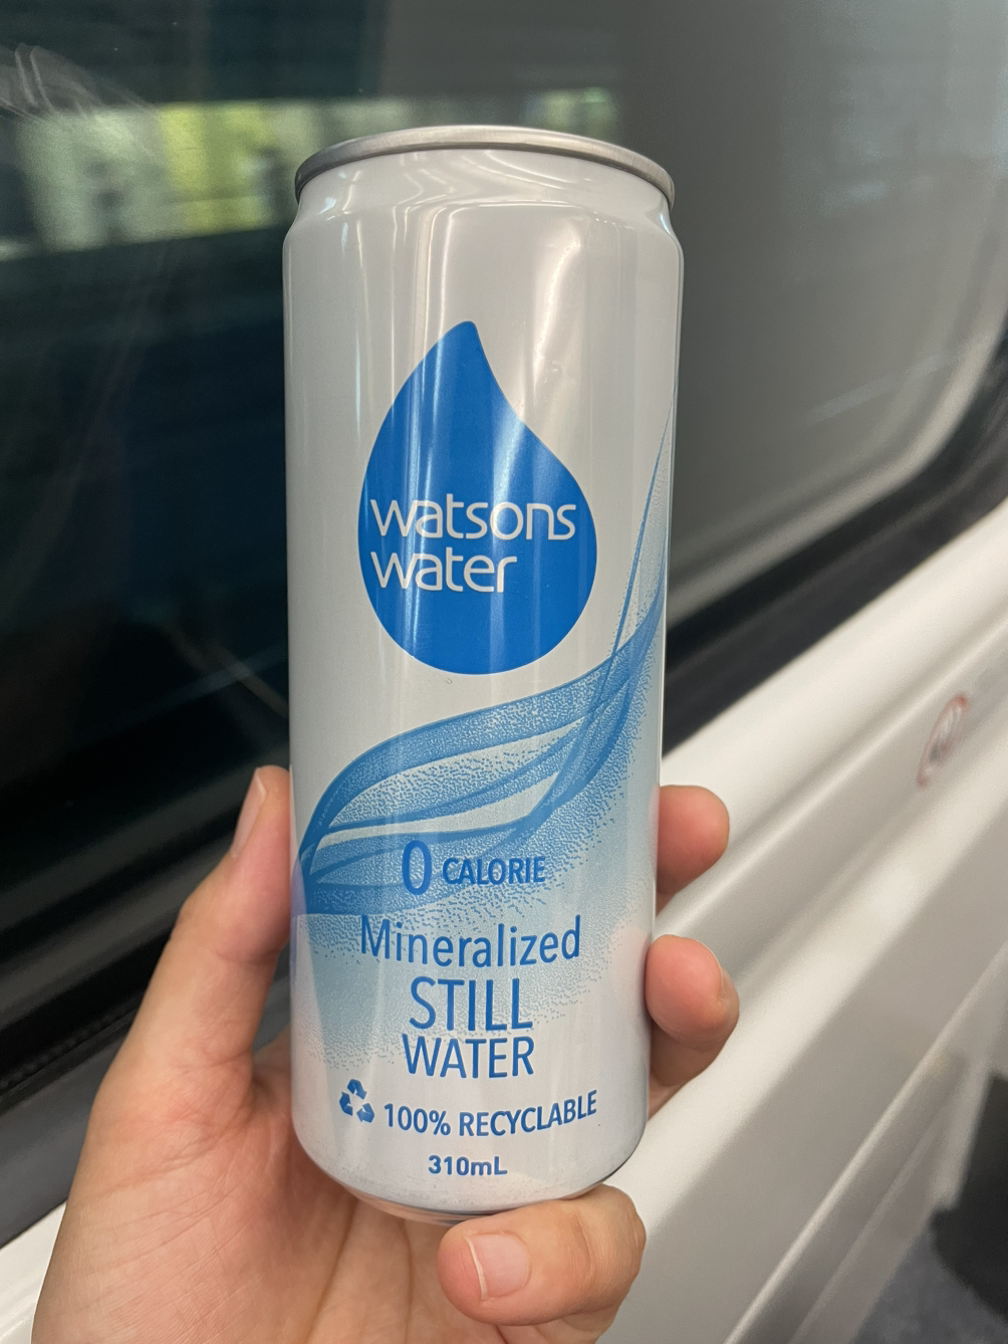 watsons
water
0 CALORIE
Mineralized
STILL
WATER
100% RECYCLABLE
310mL